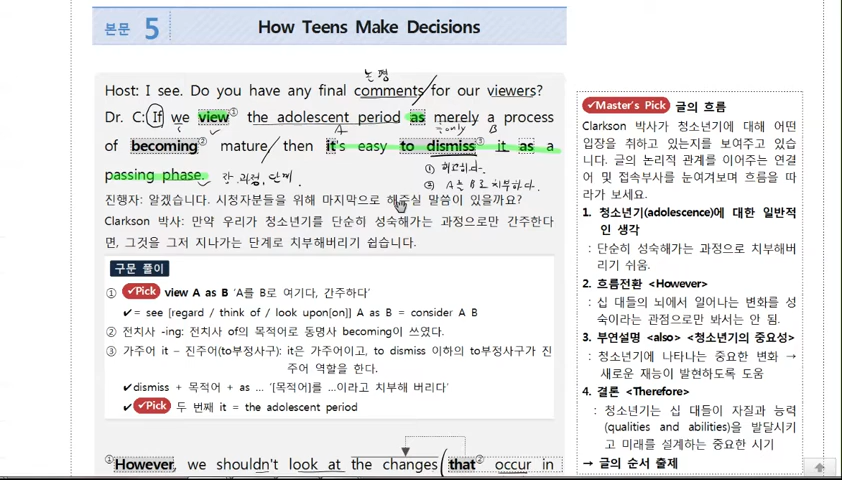 본문 5 How Teens Make Decisions
논평
Host: I see. Do you have any final comments for our viewers?
Dr. C: If we view① the adolescent period as merely a process
A =only B
of becoming② mature, then it's easy to dismiss③ it as a
① 해고하다.
passing phase. 간. 과정, 단계. ② A를 B로 치부하다.
진행자: 알겠습니다. 시청자분들을 위해 마지막으로 해주실 말씀이 있을까요?
Clarkson 박사: 만약 우리가 청소년기를 단순히 성숙해가는 과정으로만 간주한다
면, 그것을 그저 지나가는 단계로 치부해버리기 쉽습니다.
구문 풀이
① ✔Pick view A as B 'A를 B로 여기다, 간주하다'
✔= see [regard / think of / look upon[on]] A as B = consider A B
② 전치사 -ing: 전치사 of의 목적어로 동명사 becoming이 쓰였다.
③ 가주어 it – 진주어(to부정사구): it은 가주어이고, to dismiss 이하의 to부정사구가 진
주어 역할을 한다.
✔dismiss + 목적어 + as … '[목적어]를 …이라고 치부해 버리다'
✔Pick 두 번째 it = the adolescent period
①However, we shouldn't look at the changes that② occur in
✔Master's Pick 글의 흐름
Clarkson 박사가 청소년기에 대해 어떤
입장을 취하고 있는지를 보여주고 있습
니다. 글의 논리적 관계를 이어주는 연결
어 및 접속부사를 눈여겨보며 흐름을 따
라가 보세요.
1. 청소년기(adolescence)에 대한 일반적
인 생각
: 단순히 성숙해가는 과정으로 치부해버
리기 쉬움.
2. 흐름전환 <However>
: 십 대들의 뇌에서 일어나는 변화를 성
숙이라는 관점으로만 봐서는 안 됨.
3. 부연설명 <also> <청소년기의 중요성>
: 청소년기에 나타나는 중요한 변화 →
새로운 재능이 발현하도록 도움
4. 결론 <Therefore>
: 청소년기는 십 대들이 자질과 능력
(qualities and abilities)을 발달시키
고 미래를 설계하는 중요한 시기
→ 글의 순서 출제